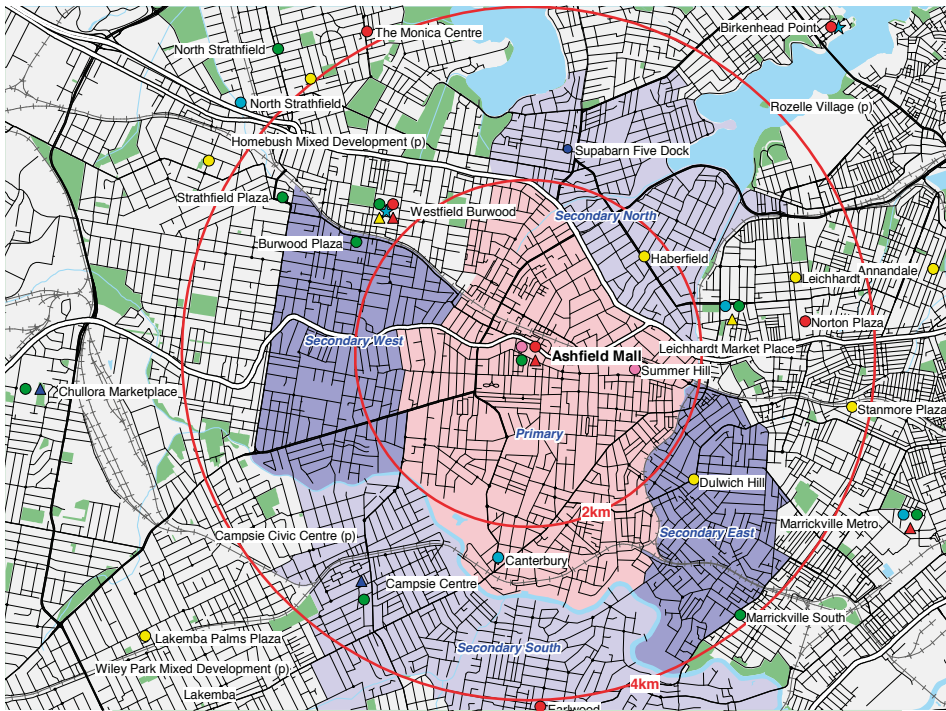 Birkenhead Point
The Monica Centre
North Strathfield
North Strathfield
Rozelle Village (p)
Homebush Mixed Development (p)
Supabarn Five Dock
Strathfield Plaza
Westfield Burwood
Secondary North
Burwood Plaza
Haberfield
Annandale
Leichhardt
Norton Plaza
Secondary West
Leichhardt Market Place
Ashfield Mall
Summer Hill
Chullora Marketplace
Stanmore Plaza
Primary
Dulwich Hill
2km
Marrickville Metro
Campsie Civic Centre (p)
Secondary East
Canterbury
Campsie Centre
Marrickville South
Lakemba Palms Plaza
Secondary South
Wiley Park Mixed Development (p)
4km
Lakemba
Earlwood